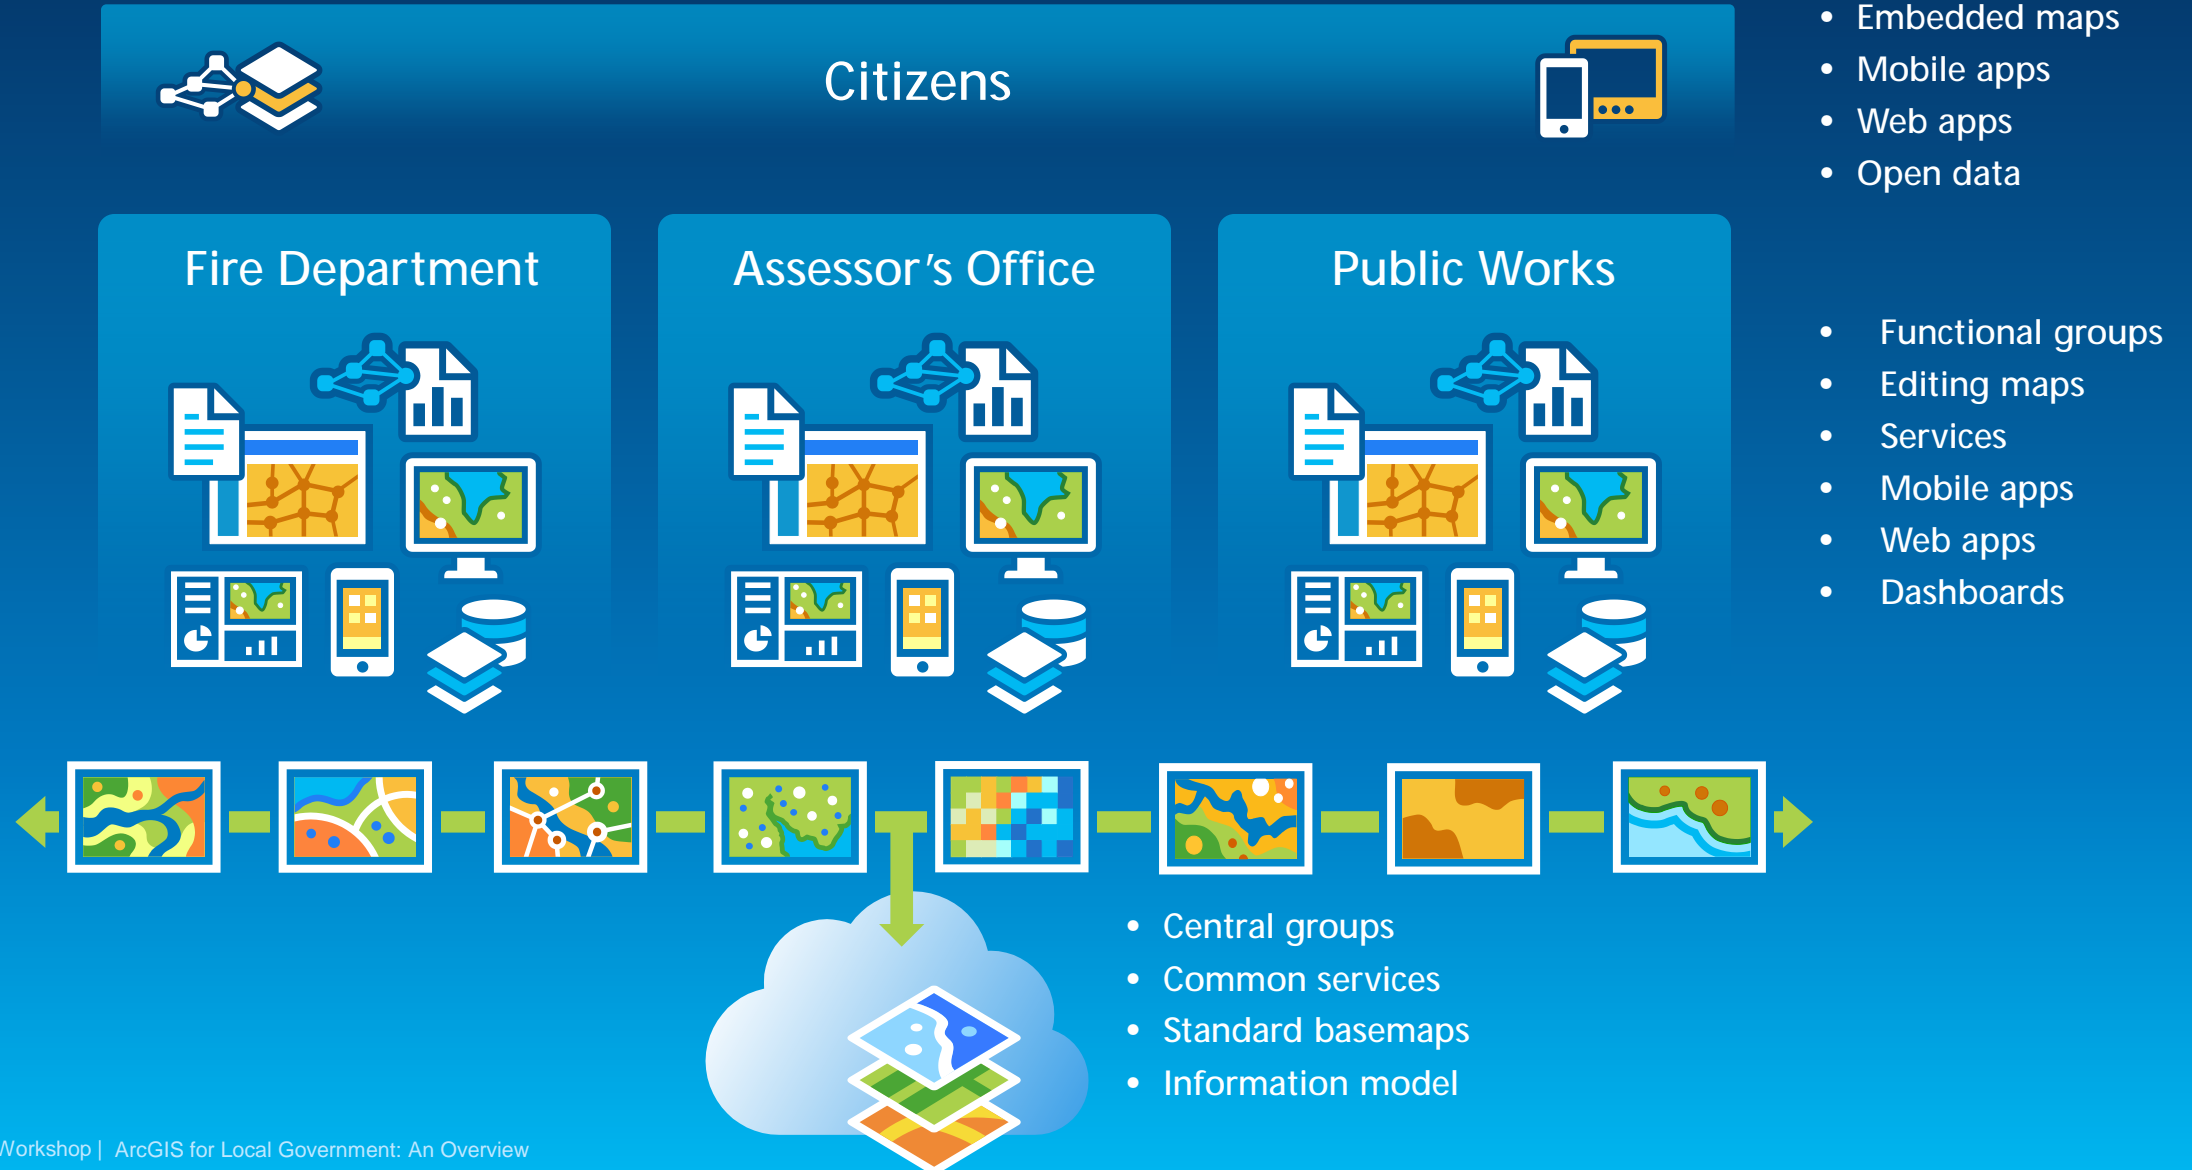 • Embedded maps
Citizens
• Mobile apps
• Web apps
• Open data
Fire Department
Assessor's Office
Public Works
• Functional groups
• Editing maps
• Services
• Mobile apps
• Web apps
• Dashboards
• Central groups
• Common services
• Standard basemaps
• Information model
Workshop | ArcGIS for Local Government: An Overview